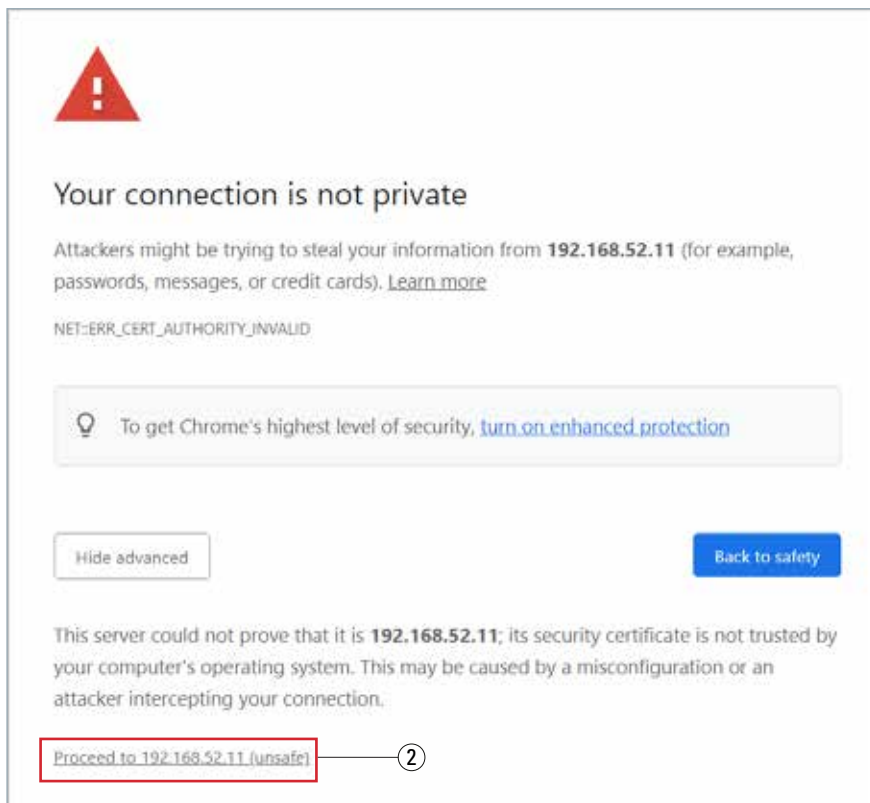 Your connection is not private
Attackers might be trying to steal your information from 192.168.52.11 (for example,
passwords, messages, or credit cards). Learn more
NET::ERR_CERT_AUTHORITY_INVALID
To get Chrome's highest level of security, turn on enhanced protection
Hide advanced
Back to safety
This server could not prove that it is 192.168.52.11; its security certificate is not trusted by
your computer's operating system. This may be caused by a misconfiguration or an
attacker intercepting your connection.
Proceed to 192.168.52.11 (unsafe)
②